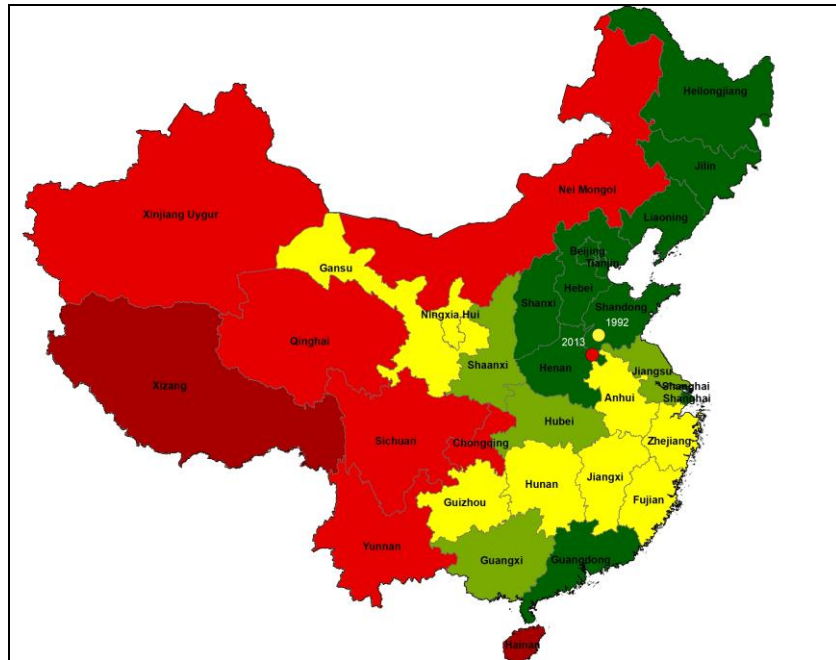 Heilongjiang
Jilin
Nei Mongol
Liaoning
Xinjiang Uygur
Beijing
Tianjin
Gansu
Hebei
Shanxi
Shandong
Ningxia Hui
1992
Qinghai
2013
Shaanxi
Henan
Jiangsu
Xizang
Shanghai
Shanghai
Anhui
Hubei
Zhejiang
Sichuan
Chongqing
Hunan
Jiangxi
Guizhou
Fujian
Yunnan
Guangxi
Guangdong
Hainan